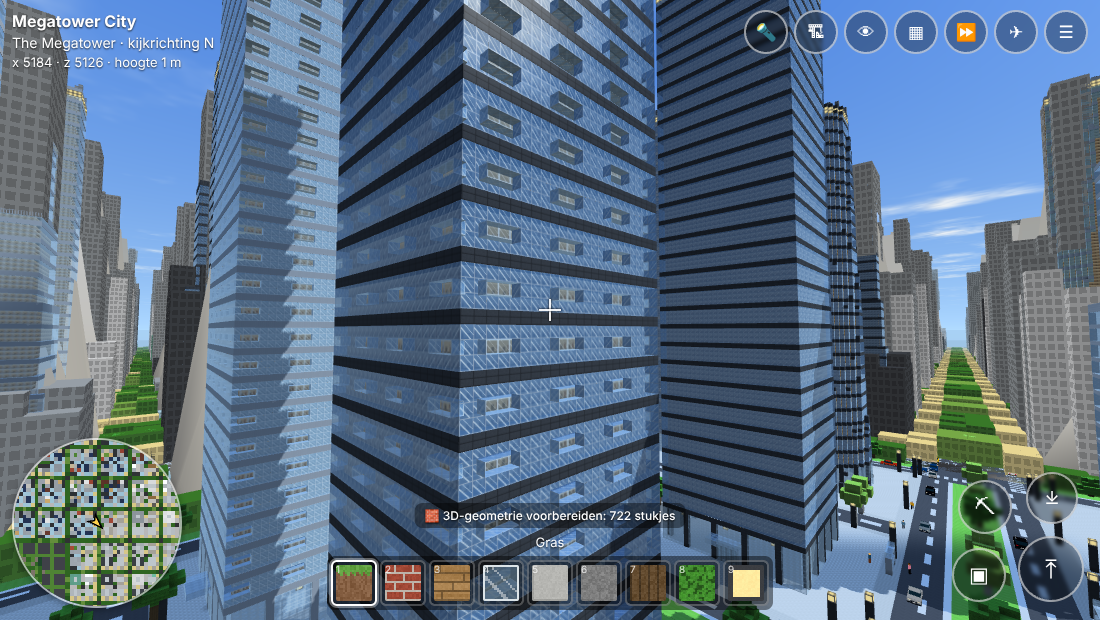 Megatower City
The Megatower · kijkrichting N
x 5184 · z 5126 · hoogte 1 m
3D-geometrie voorbereiden: 722 stukjes
Gras
1 2 3 5 6 7 8 9